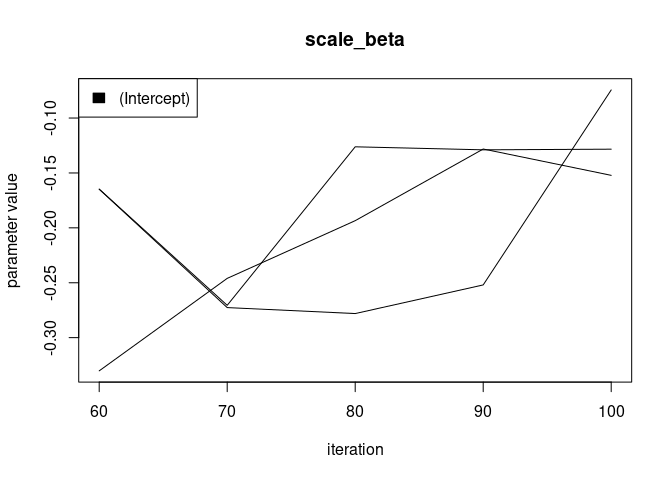 scale_beta
(Intercept)
parameter value
-0.10
-0.15
-0.20
-0.25
-0.30
60 70 80 90 100
iteration